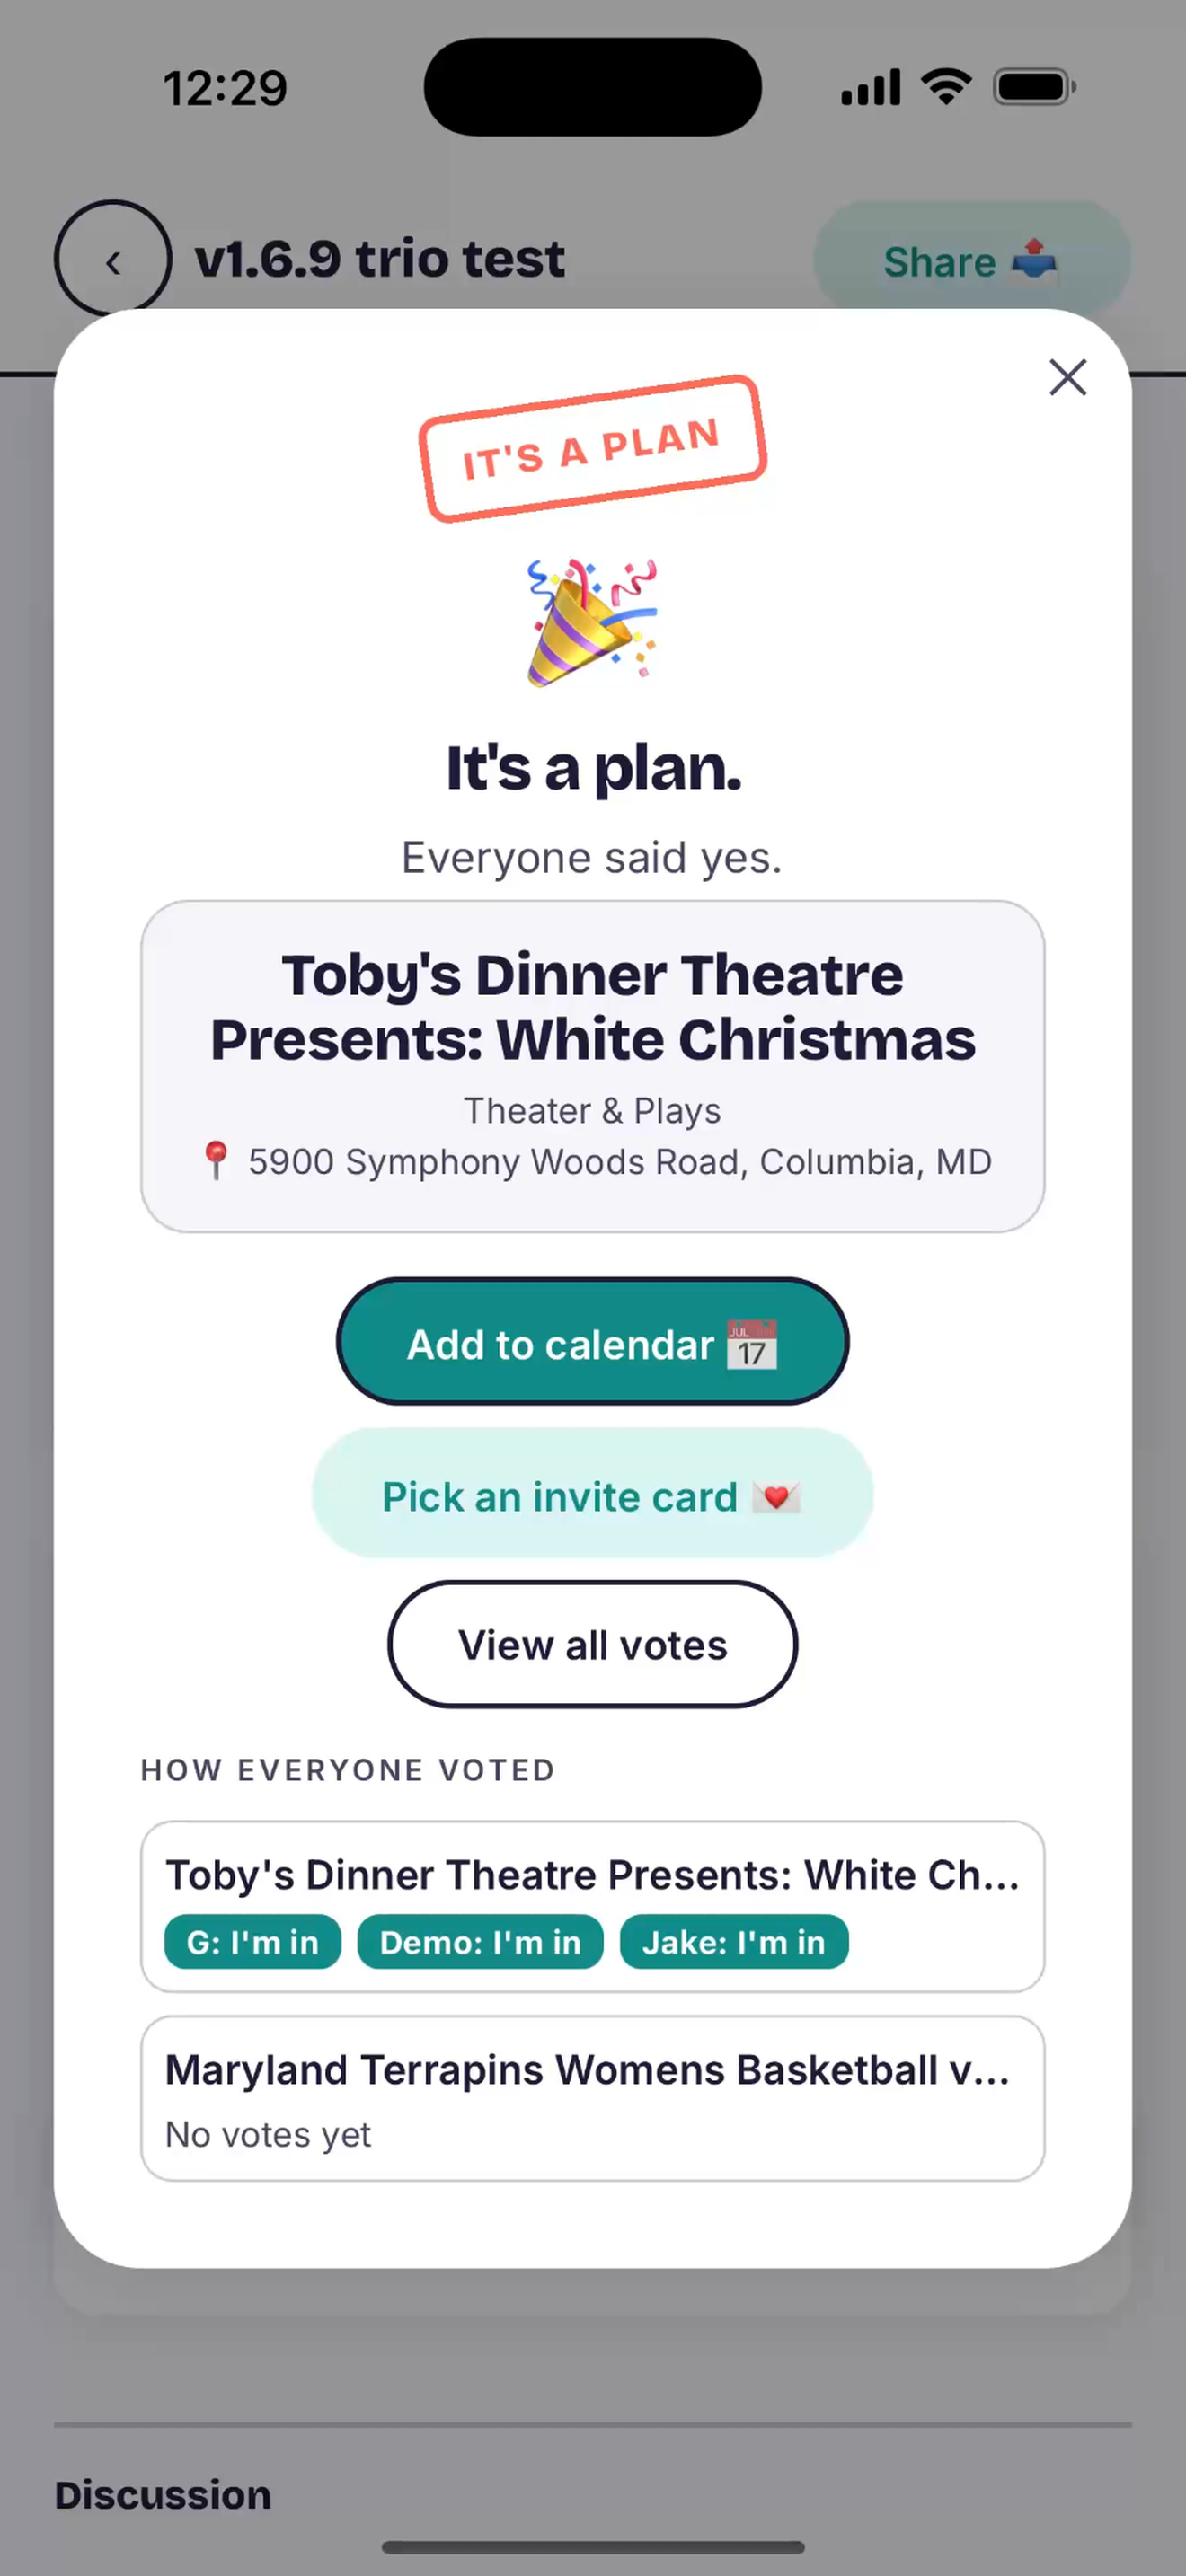 12:29
‹ v1.6.9 trio test
Share
IT'S A PLAN
It's a plan.
Everyone said yes.
Toby's Dinner Theatre
Presents: White Christmas
Theater & Plays
5900 Symphony Woods Road, Columbia, MD
Add to calendar
JUL
17
Pick an invite card
View all votes
HOW EVERYONE VOTED
Toby's Dinner Theatre Presents: White Ch...
G: I'm in
Demo: I'm in
Jake: I'm in
Maryland Terrapins Womens Basketball v...
No votes yet
Discussion